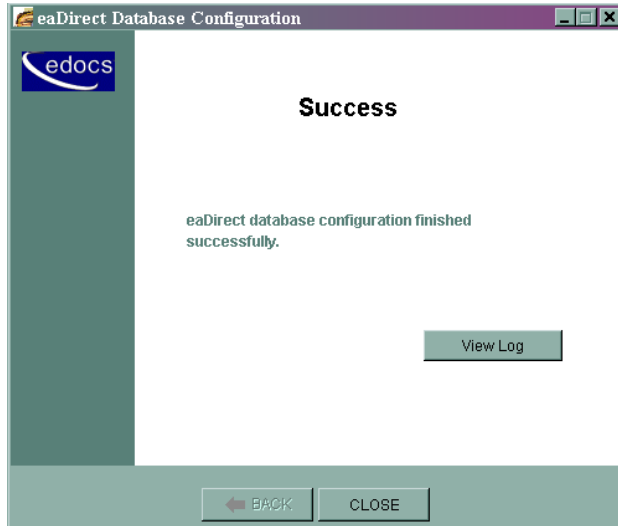 eaDirect Database Configuration
edocs
Success
eaDirect database configuration finished
successfully.
View Log
BACK
CLOSE